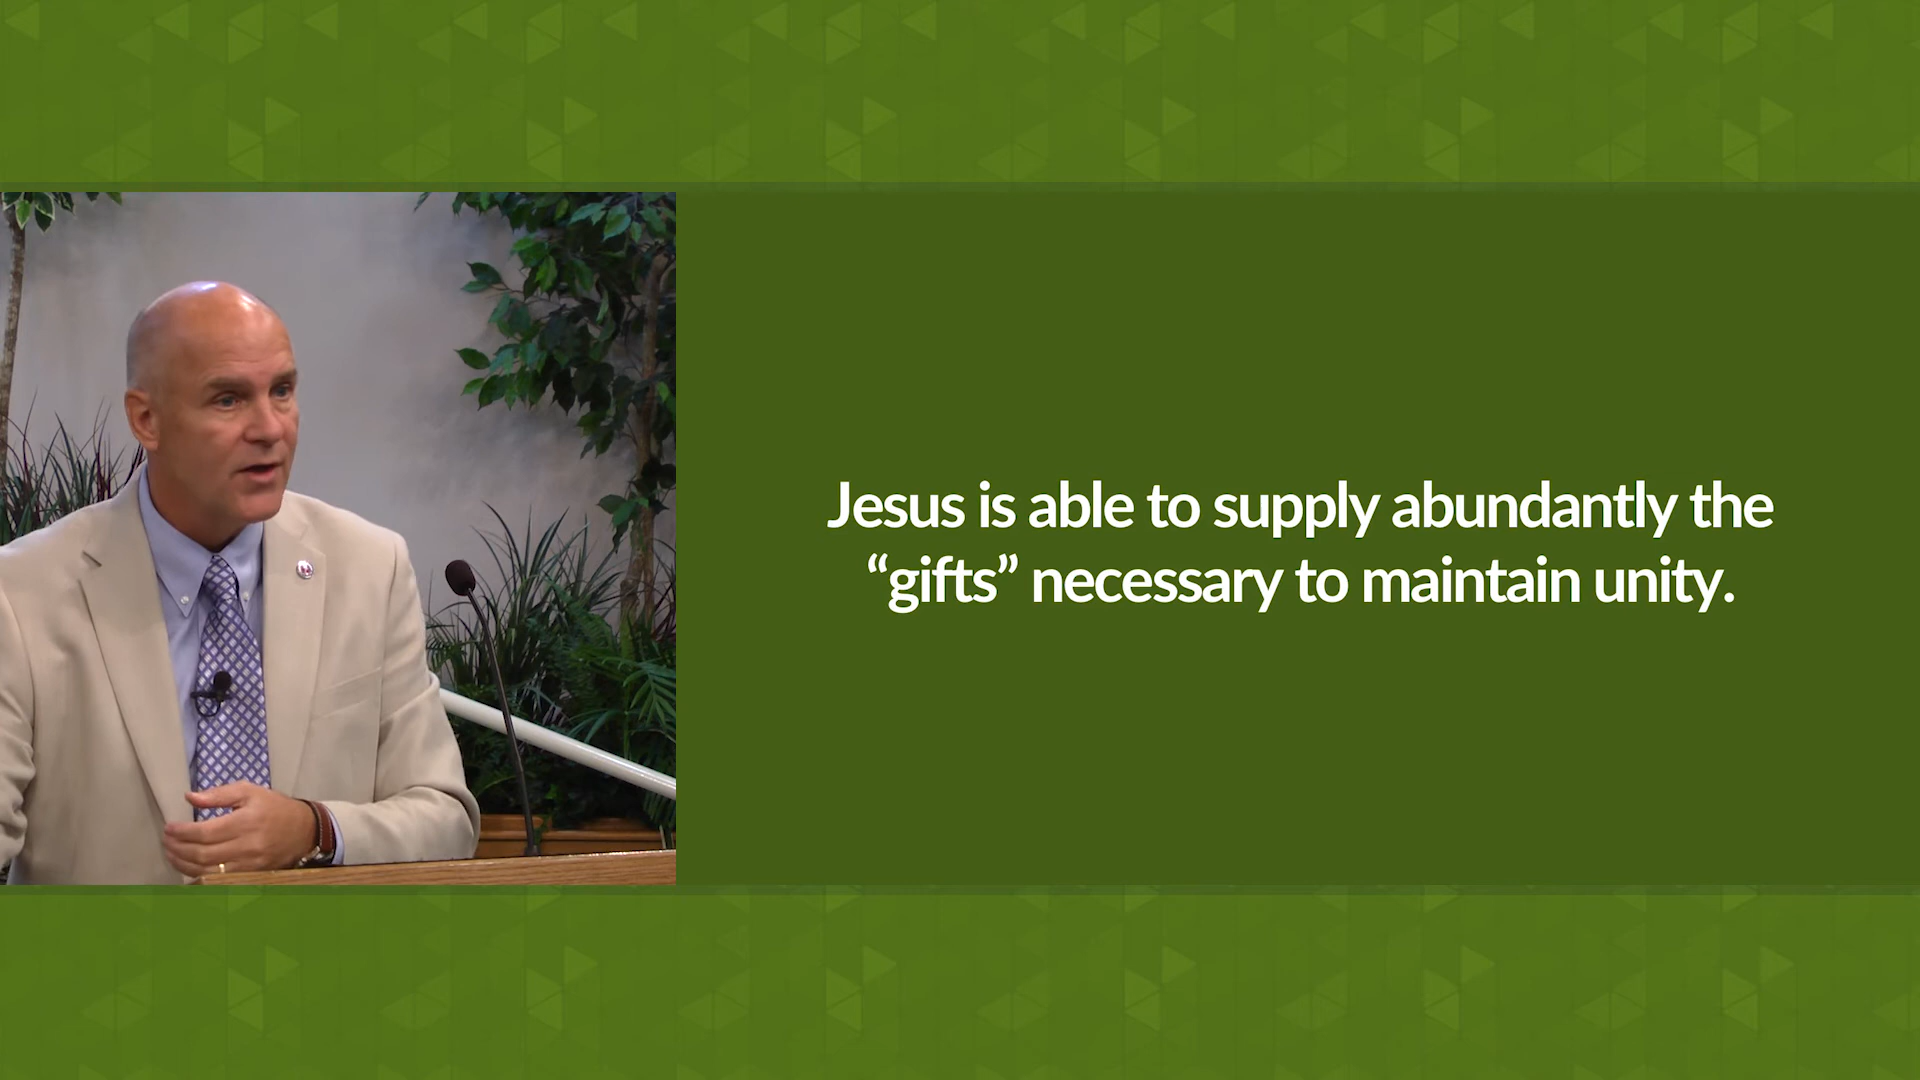 Jesus is able to supply abundantly the
“gifts” necessary to maintain unity.